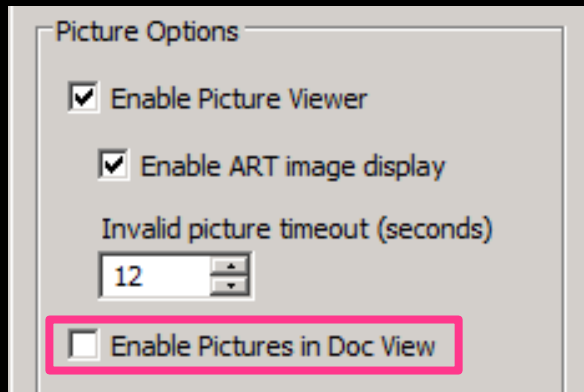 Picture Options
Enable Picture Viewer
Enable ART image display
Invalid picture timeout (seconds)
12
Enable Pictures in Doc View